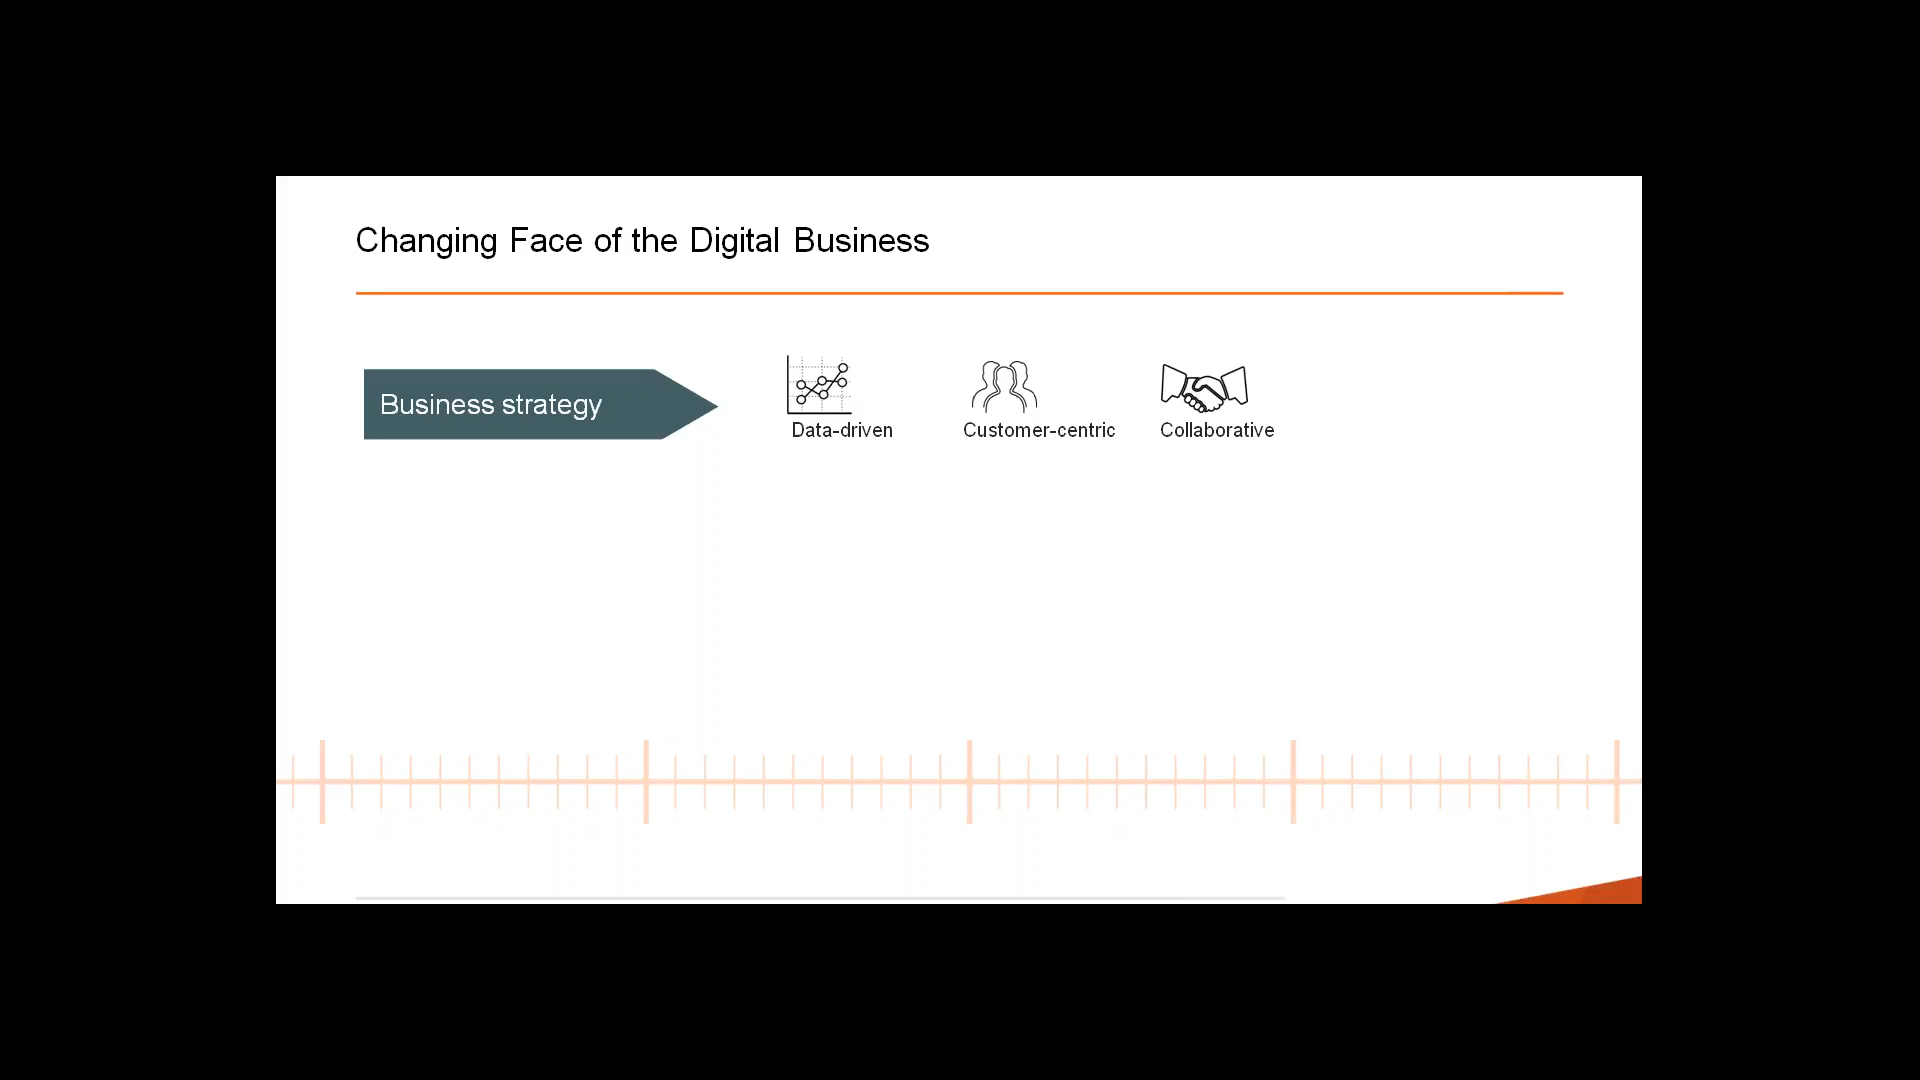 Changing Face of the Digital Business
Business strategy
Data-driven
Customer-centric
Collaborative